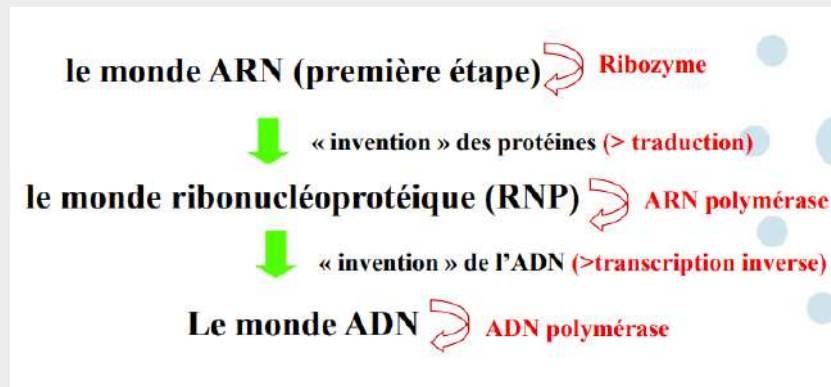 le monde ARN (première étape) Ribozyme
« invention » des protéines (> traduction)
le monde ribonucléoprotéique (RNP) ARN polymérase
« invention » de l’ADN (>transcription inverse)
Le monde ADN ADN polymérase